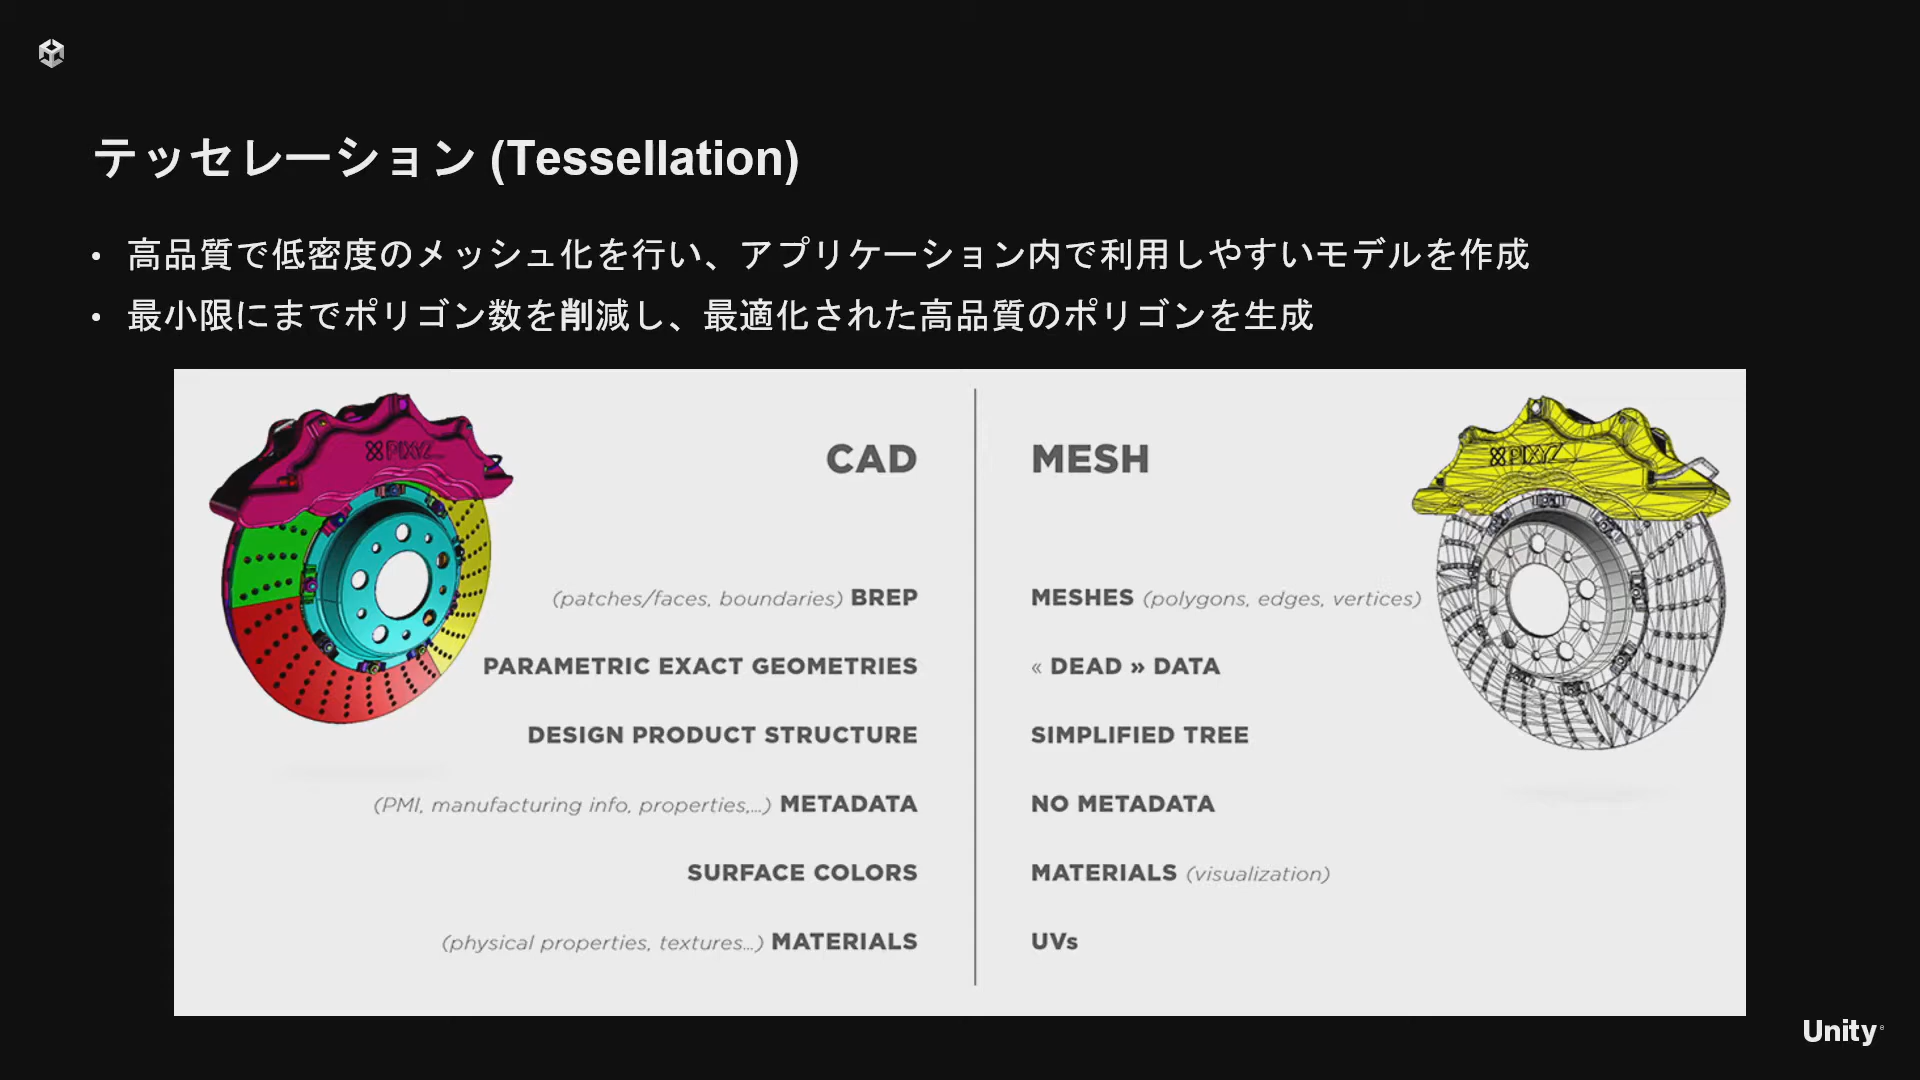 テッセレーション (Tessellation)
• 高品質で低密度のメッシュ化を行い、アプリケーション内で利用しやすいモデルを作成
• 最小限にまでポリゴン数を削減し、最適化された高品質のポリゴンを生成
PIXYZ
CAD
(patches/faces, boundaries) BREP
PARAMETRIC EXACT GEOMETRIES
DESIGN PRODUCT STRUCTURE
(PMI, manufacturing info, properties,...) METADATA
SURFACE COLORS
(physical properties, textures...) MATERIALS
MESH
MESHES (polygons, edges, vertices)
« DEAD » DATA
SIMPLIFIED TREE
NO METADATA
MATERIALS (visualization)
UVs
PIXYZ
Unity